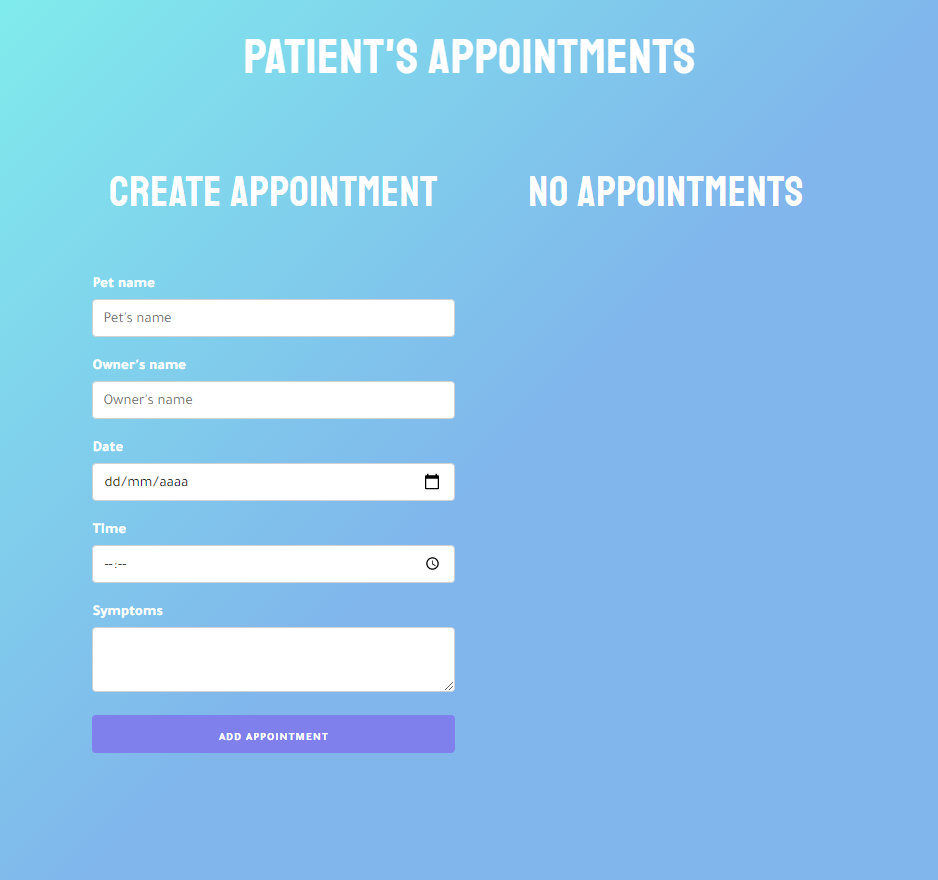 PATIENT'S APPOINTMENTS
CREATE APPOINTMENT
Pet name
Pet's name
Owner's name
Owner's name
Date
dd/mm/aaaa
Time
--:--
Symptoms
ADD APPOINTMENT
NO APPOINTMENTS